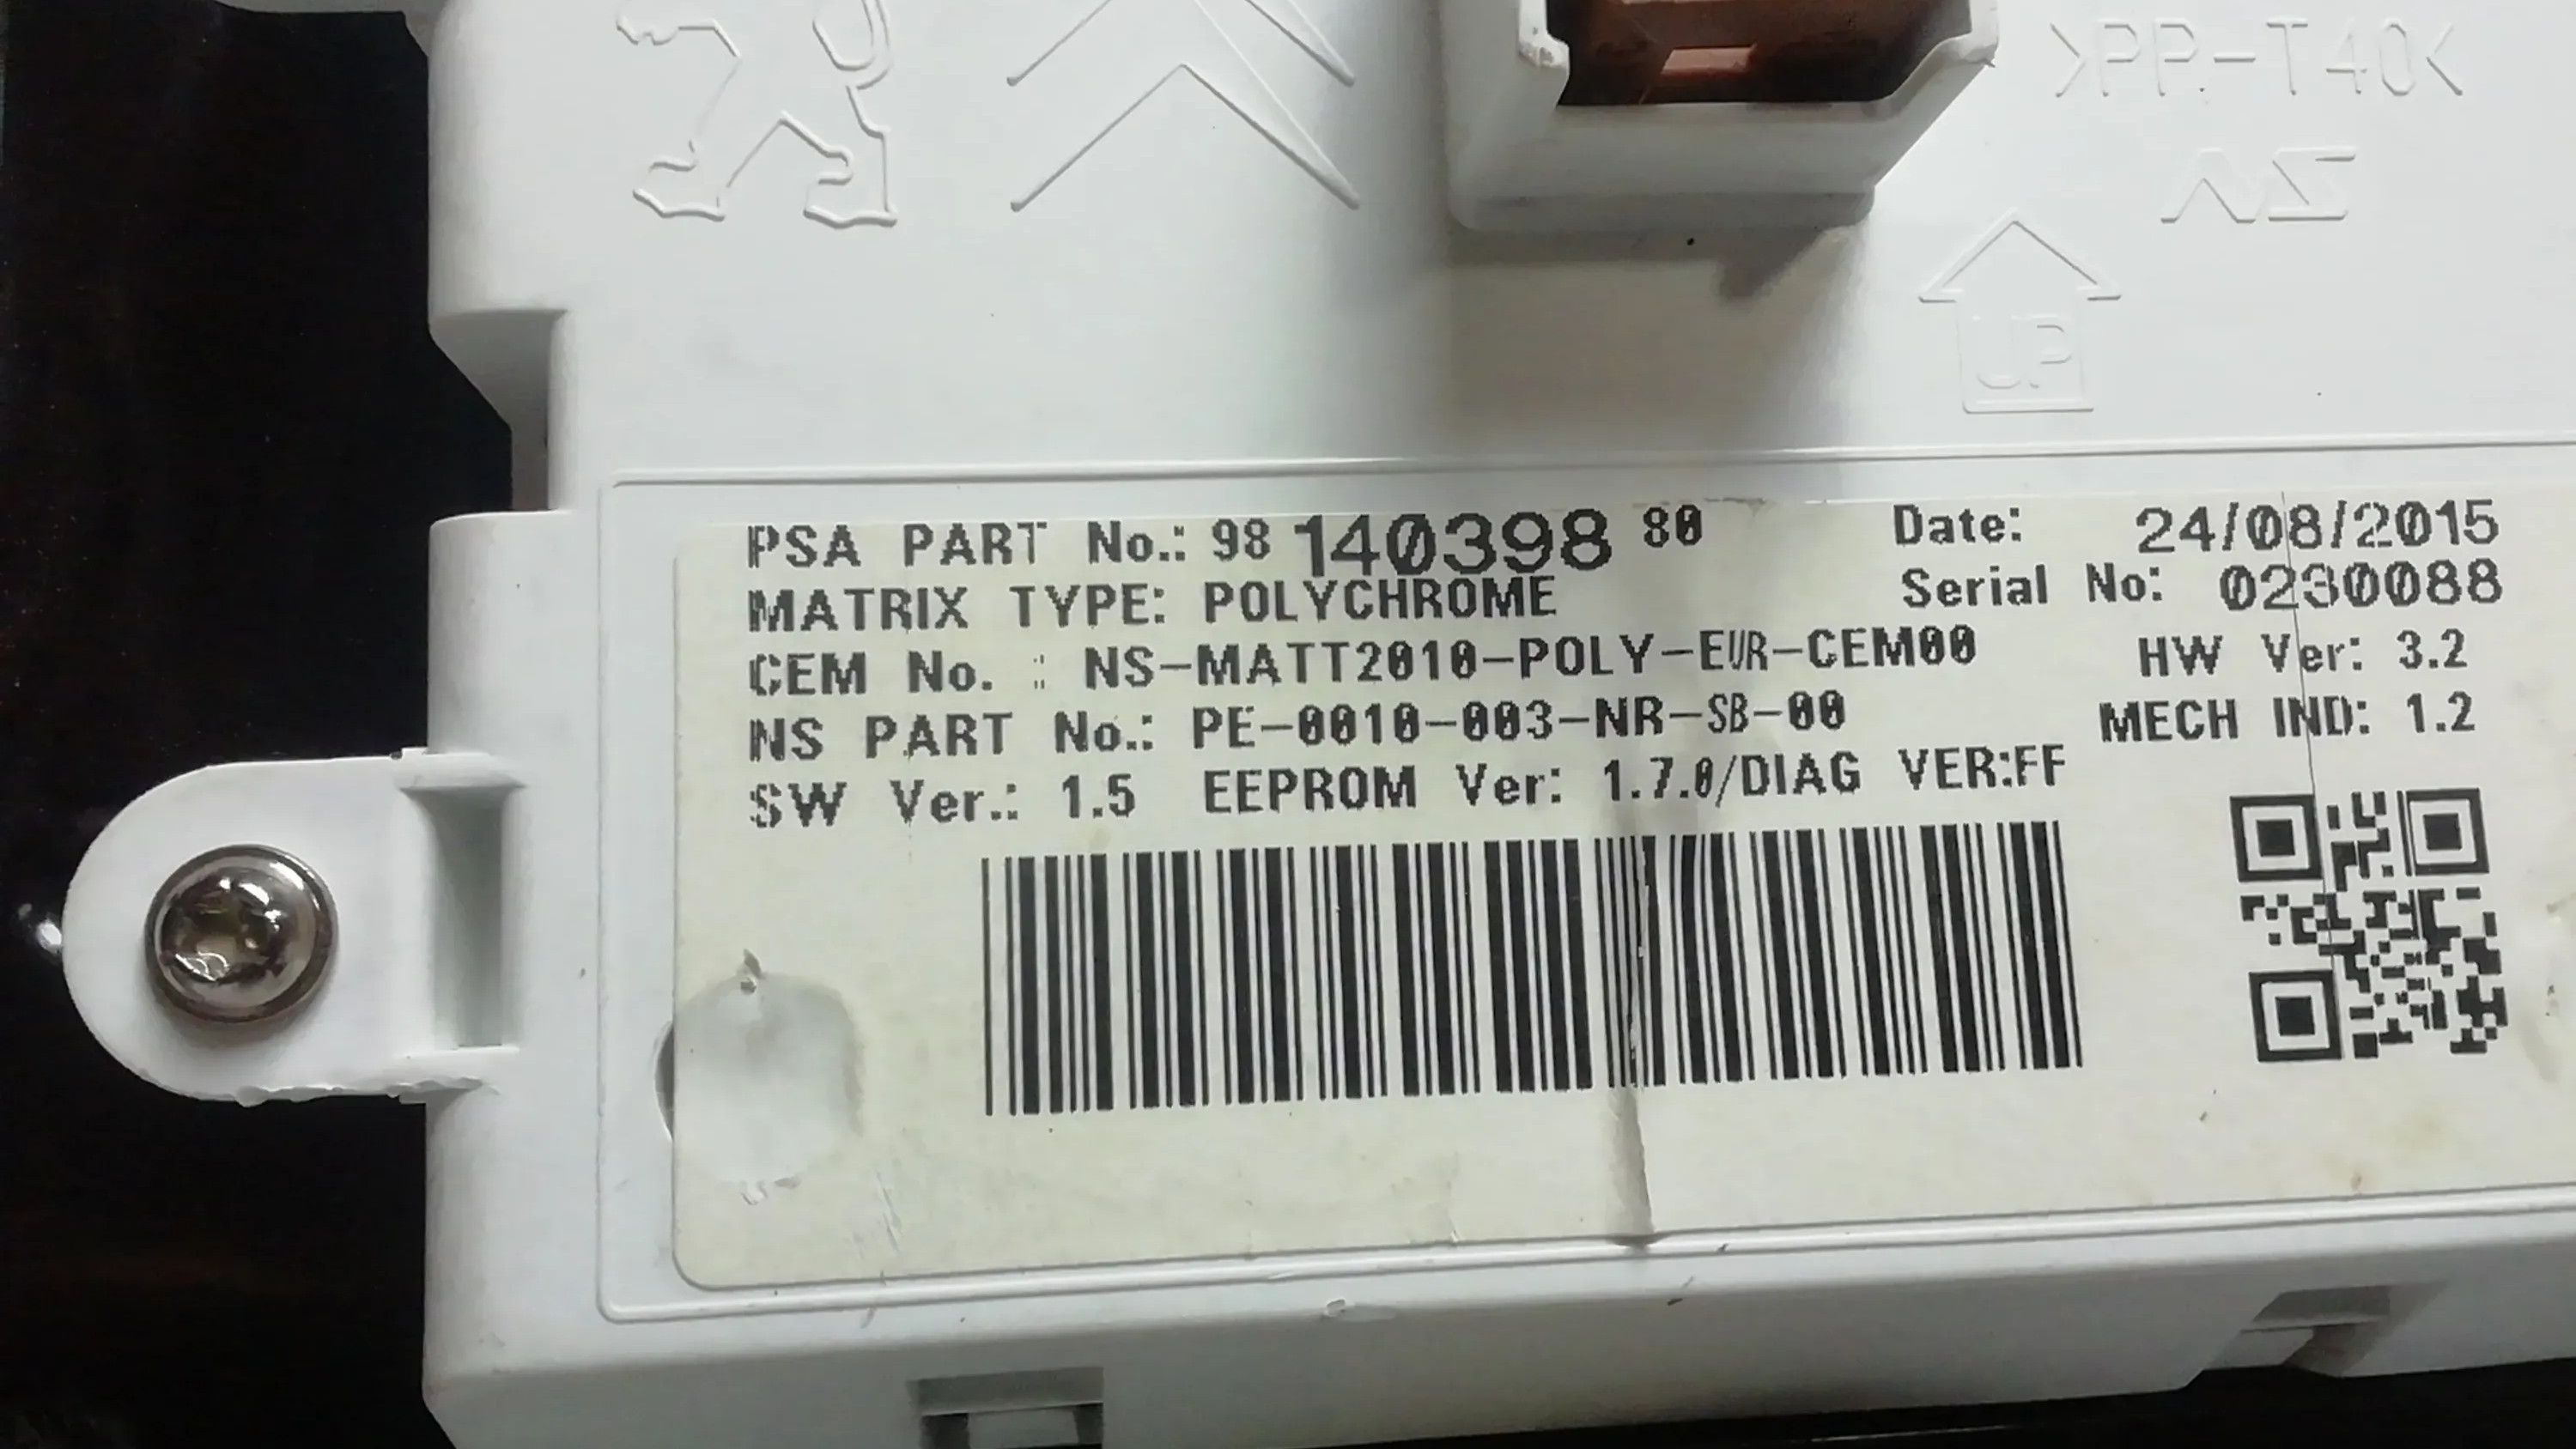 >PP-T40<
NS
UP
PSA PART No.: 98 140398 80 Date: 24/08/2015
MATRIX TYPE: POLYCHROME Serial No: 0230088
CEM No. : NS-MATT2010-POLY-EUR-CEM00 HW Ver: 3.2
NS PART No.: PE-0010-003-NR-SB-00 MECH IND: 1.2
SW Ver.: 1.5 EEPROM Ver: 1.7.0/DIAG VER:FF